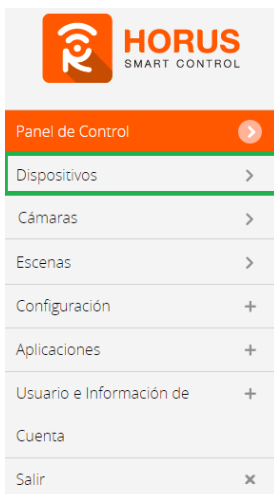 HORUS
SMART CONTROL
Panel de Control
Dispositivos
Cámaras
Escenas
Configuración
Aplicaciones
Usuario e Información de
Cuenta
Salir